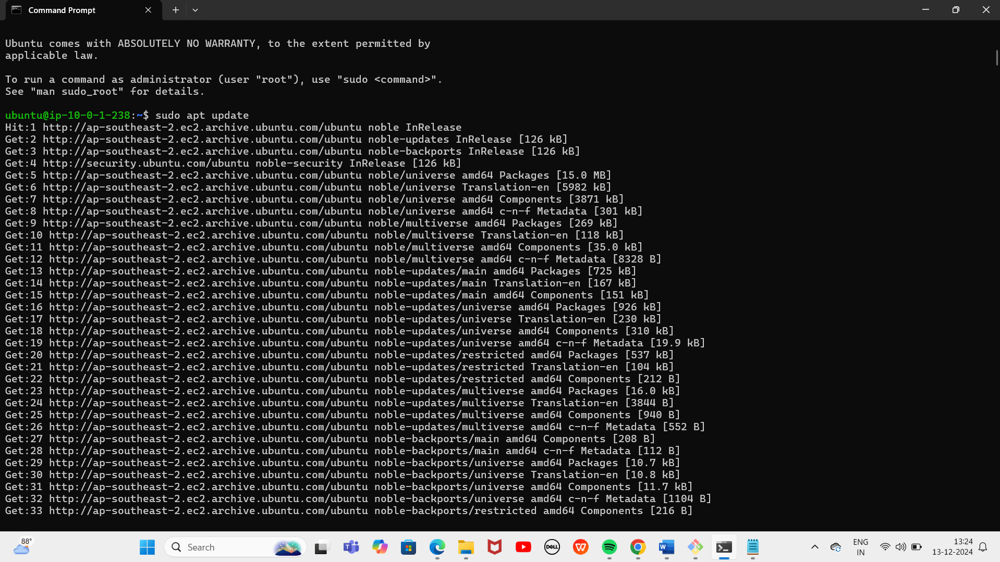 Command Prompt
Ubuntu comes with ABSOLUTELY NO WARRANTY, to the extent permitted by
applicable law.
To run a command as administrator (user "root"), use "sudo <command>".
See "man sudo_root" for details.
ubuntu@ip-10-0-1-238:~$ sudo apt update
Hit:1 http://ap-southeast-2.ec2.archive.ubuntu.com/ubuntu noble InRelease
Get:2 http://ap-southeast-2.ec2.archive.ubuntu.com/ubuntu noble-updates InRelease [126 kB]
Get:3 http://ap-southeast-2.ec2.archive.ubuntu.com/ubuntu noble-backports InRelease [126 kB]
Get:4 http://security.ubuntu.com/ubuntu noble-security InRelease [126 kB]
Get:5 http://ap-southeast-2.ec2.archive.ubuntu.com/ubuntu noble/universe amd64 Packages [15.0 MB]
Get:6 http://ap-southeast-2.ec2.archive.ubuntu.com/ubuntu noble/universe Translation-en [5982 kB]
Get:7 http://ap-southeast-2.ec2.archive.ubuntu.com/ubuntu noble/universe amd64 Components [3871 kB]
Get:8 http://ap-southeast-2.ec2.archive.ubuntu.com/ubuntu noble/universe amd64 c-n-f Metadata [301 kB]
Get:9 http://ap-southeast-2.ec2.archive.ubuntu.com/ubuntu noble/multiverse amd64 Packages [269 kB]
Get:10 http://ap-southeast-2.ec2.archive.ubuntu.com/ubuntu noble/multiverse Translation-en [118 kB]
Get:11 http://ap-southeast-2.ec2.archive.ubuntu.com/ubuntu noble/multiverse amd64 Components [35.0 kB]
Get:12 http://ap-southeast-2.ec2.archive.ubuntu.com/ubuntu noble/multiverse amd64 c-n-f Metadata [8328 B]
Get:13 http://ap-southeast-2.ec2.archive.ubuntu.com/ubuntu noble-updates/main amd64 Packages [725 kB]
Get:14 http://ap-southeast-2.ec2.archive.ubuntu.com/ubuntu noble-updates/main Translation-en [167 kB]
Get:15 http://ap-southeast-2.ec2.archive.ubuntu.com/ubuntu noble-updates/main amd64 Components [151 kB]
Get:16 http://ap-southeast-2.ec2.archive.ubuntu.com/ubuntu noble-updates/universe amd64 Packages [926 kB]
Get:17 http://ap-southeast-2.ec2.archive.ubuntu.com/ubuntu noble-updates/universe Translation-en [230 kB]
Get:18 http://ap-southeast-2.ec2.archive.ubuntu.com/ubuntu noble-updates/universe amd64 Components [310 kB]
Get:19 http://ap-southeast-2.ec2.archive.ubuntu.com/ubuntu noble-updates/universe amd64 c-n-f Metadata [19.9 kB]
Get:20 http://ap-southeast-2.ec2.archive.ubuntu.com/ubuntu noble-updates/restricted amd64 Packages [537 kB]
Get:21 http://ap-southeast-2.ec2.archive.ubuntu.com/ubuntu noble-updates/restricted Translation-en [104 kB]
Get:22 http://ap-southeast-2.ec2.archive.ubuntu.com/ubuntu noble-updates/restricted amd64 Components [212 B]
Get:23 http://ap-southeast-2.ec2.archive.ubuntu.com/ubuntu noble-updates/multiverse amd64 Packages [16.0 kB]
Get:24 http://ap-southeast-2.ec2.archive.ubuntu.com/ubuntu noble-updates/multiverse Translation-en [3844 B]
Get:25 http://ap-southeast-2.ec2.archive.ubuntu.com/ubuntu noble-updates/multiverse amd64 Components [940 B]
Get:26 http://ap-southeast-2.ec2.archive.ubuntu.com/ubuntu noble-updates/multiverse amd64 c-n-f Metadata [552 B]
Get:27 http://ap-southeast-2.ec2.archive.ubuntu.com/ubuntu noble-backports/main amd64 Components [208 B]
Get:28 http://ap-southeast-2.ec2.archive.ubuntu.com/ubuntu noble-backports/main amd64 c-n-f Metadata [112 B]
Get:29 http://ap-southeast-2.ec2.archive.ubuntu.com/ubuntu noble-backports/universe amd64 Packages [10.7 kB]
Get:30 http://ap-southeast-2.ec2.archive.ubuntu.com/ubuntu noble-backports/universe Translation-en [10.8 kB]
Get:31 http://ap-southeast-2.ec2.archive.ubuntu.com/ubuntu noble-backports/universe amd64 Components [11.7 kB]
Get:32 http://ap-southeast-2.ec2.archive.ubuntu.com/ubuntu noble-backports/universe amd64 c-n-f Metadata [1104 B]
Get:33 http://ap-southeast-2.ec2.archive.ubuntu.com/ubuntu noble-backports/restricted amd64 Components [216 B]
88°
Search
DELL
ENG
IN
13:24
13-12-2024